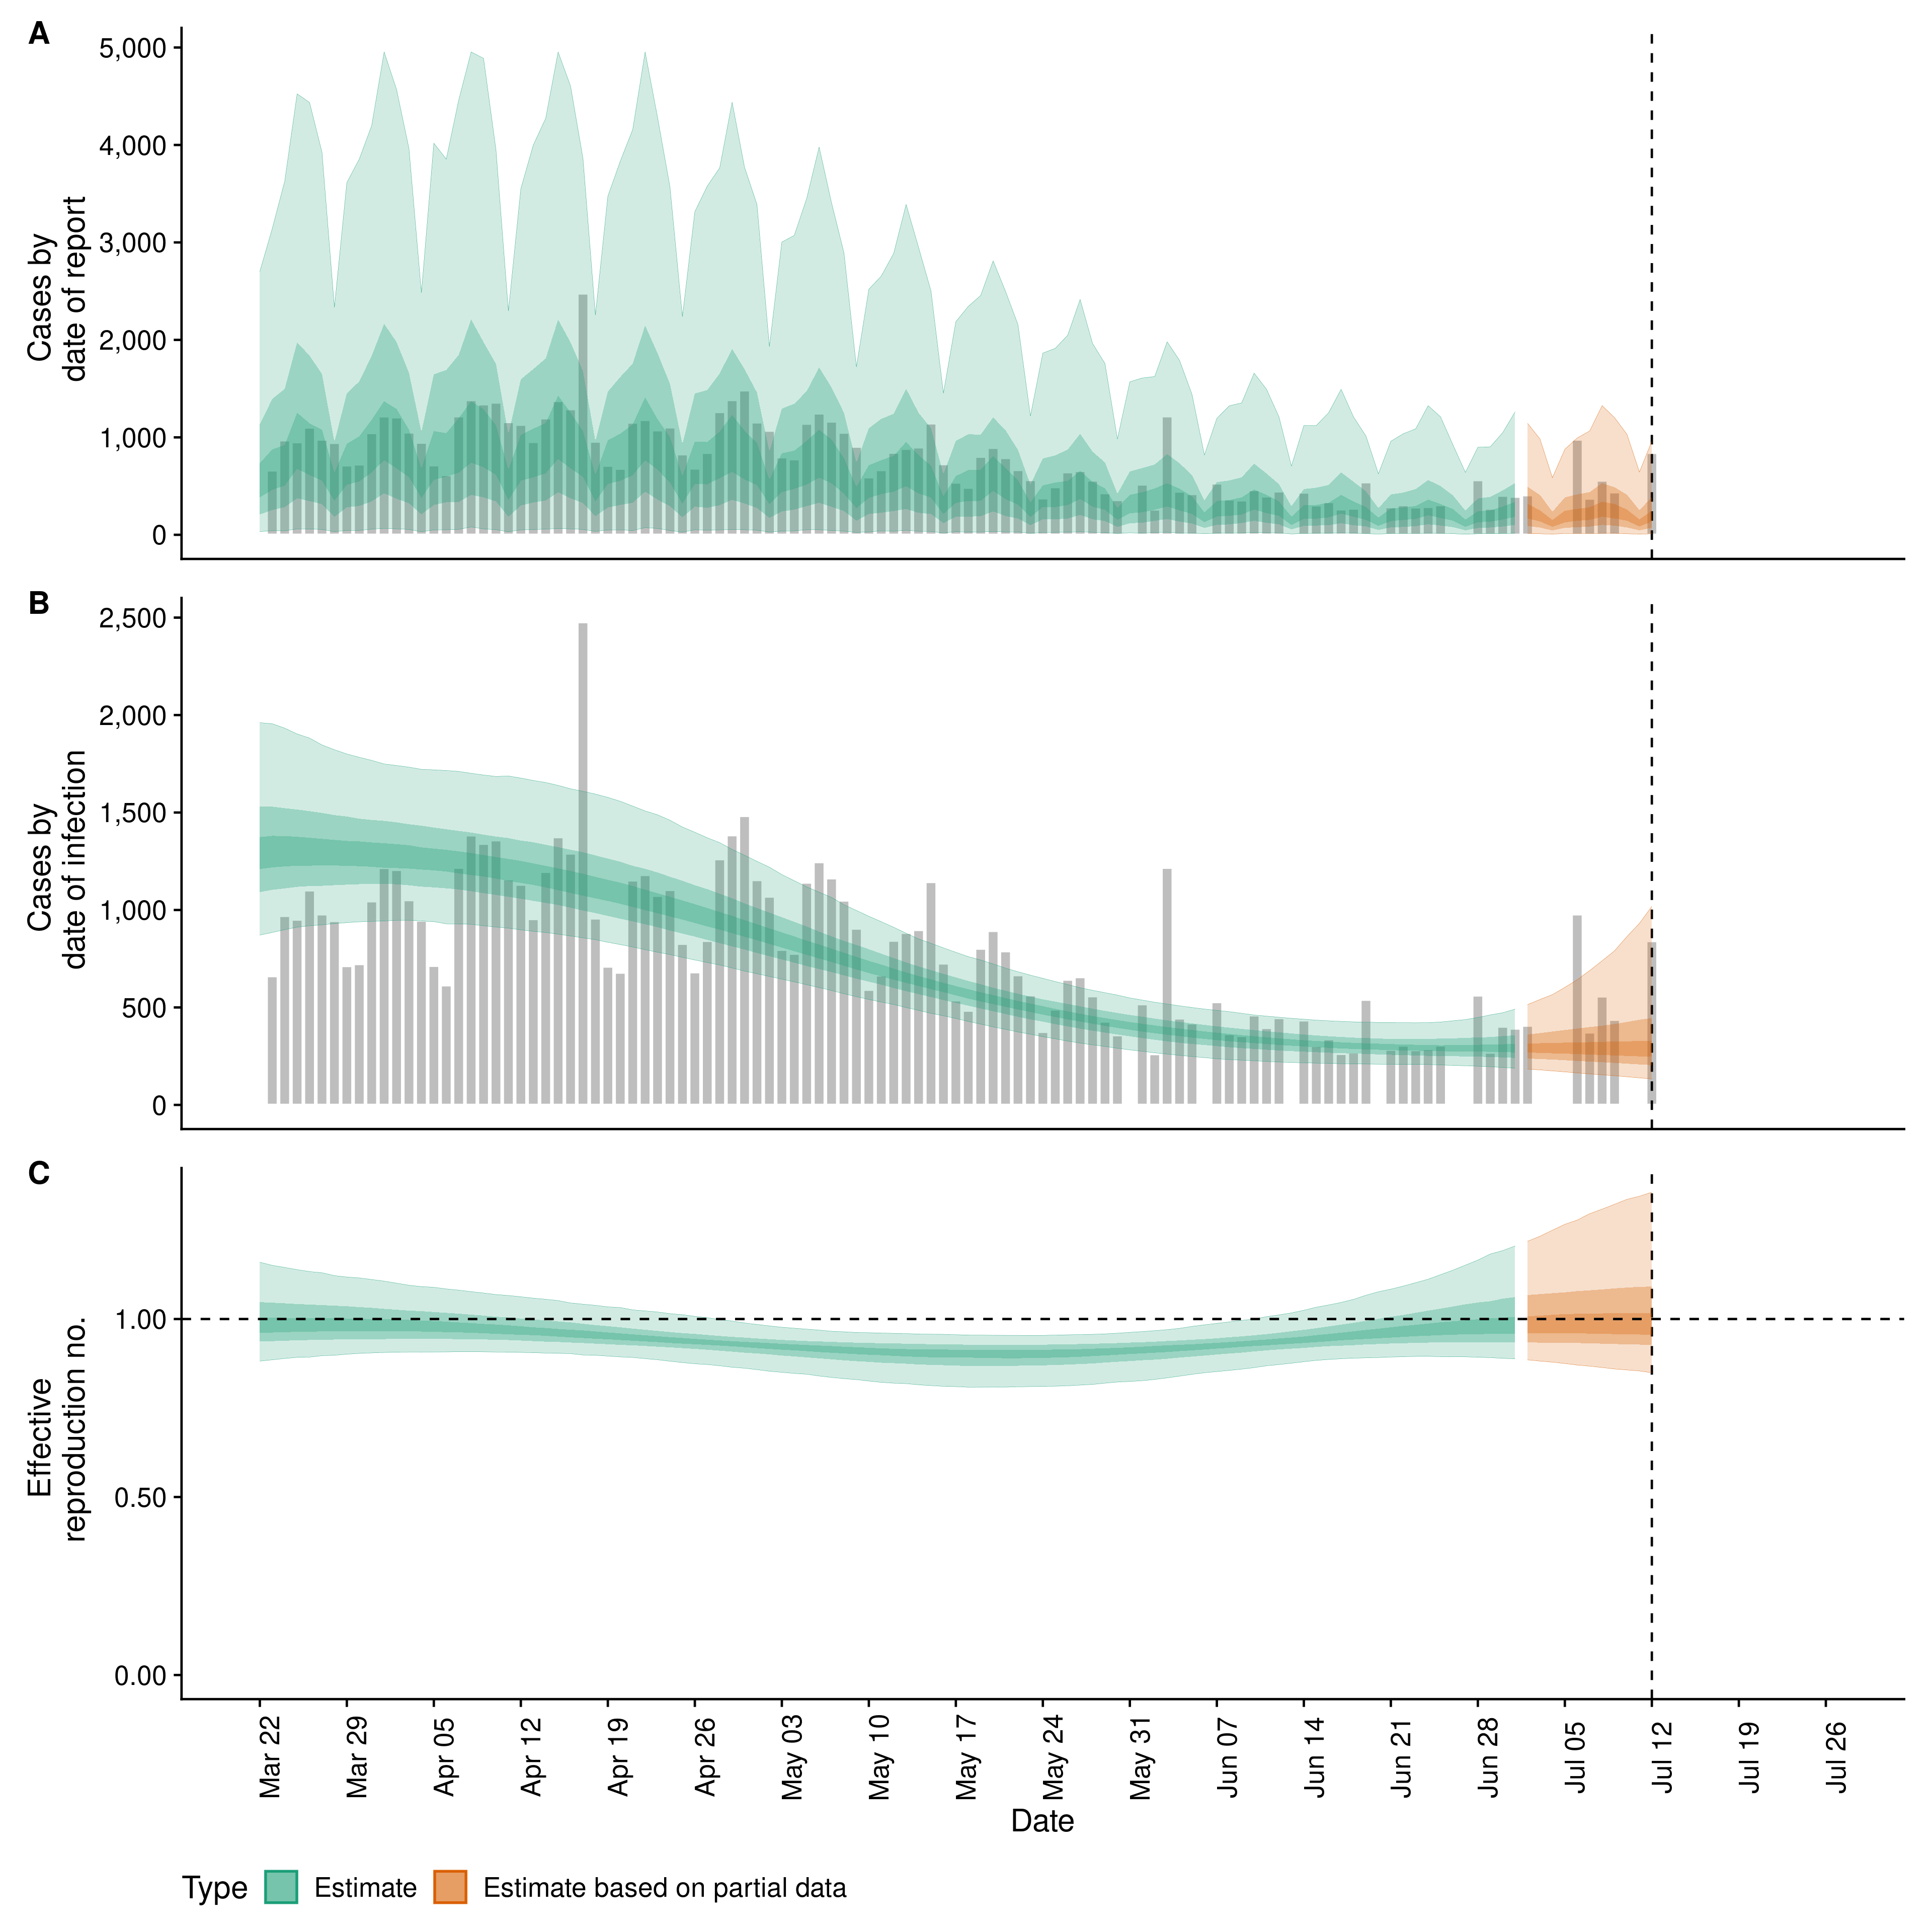 A
Cases by
date of report
5,000
4,000
3,000
2,000
1,000
0
B
Cases by
date of infection
2,500
2,000
1,500
1,000
500
0
C
Effective
reproduction no.
1.00
0.50
0.00
Mar 22
Mar 29
Apr 05
Apr 12
Apr 19
Apr 26
May 03
May 10
May 17
May 24
May 31
Jun 07
Jun 14
Jun 21
Jun 28
Jul 05
Jul 12
Jul 19
Jul 26
Date
Type Estimate Estimate based on partial data